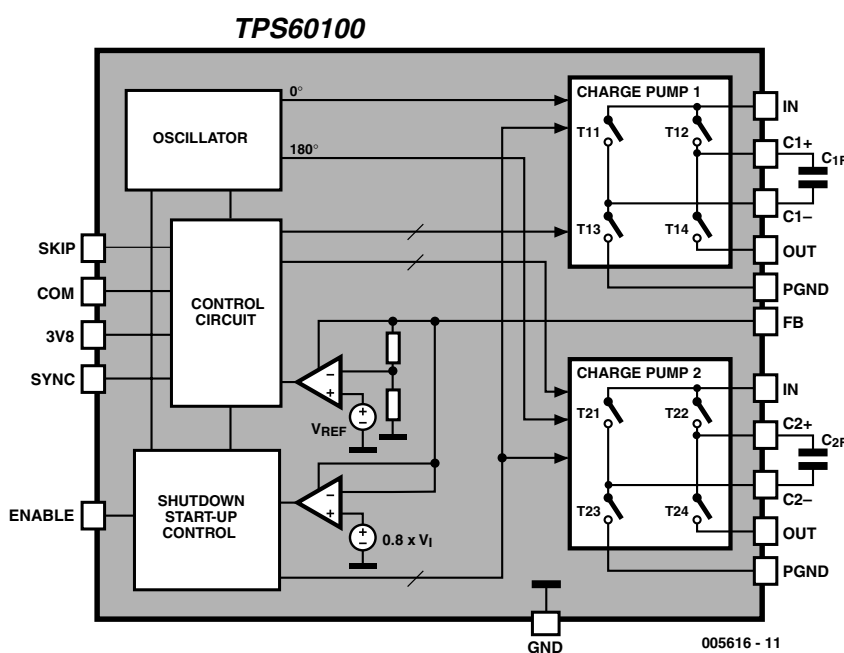 TPS60100
OSCILLATOR
0°
180°
CHARGE PUMP 1
T11
T12
T13
T14
IN
C1+
C1F
C1–
OUT
PGND
FB
SKIP
COM
3V8
SYNC
CONTROL
CIRCUIT
–
+
+
–
VREF
CHARGE PUMP 2
T21
T22
T23
T24
IN
C2+
C2F
C2–
OUT
PGND
ENABLE
SHUTDOWN
START-UP
CONTROL
–
+
+
–
0.8 x VI
GND
005616 - 11